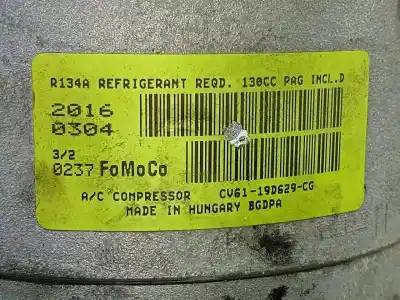 R134A REFRIGERANT REQD. 130CC PAG INCL.D
2016
0304
3/2
0237 FoMoCo
A/C COMPRESSOR CV61-19D629-CG
MADE IN HUNGARY BGDPA